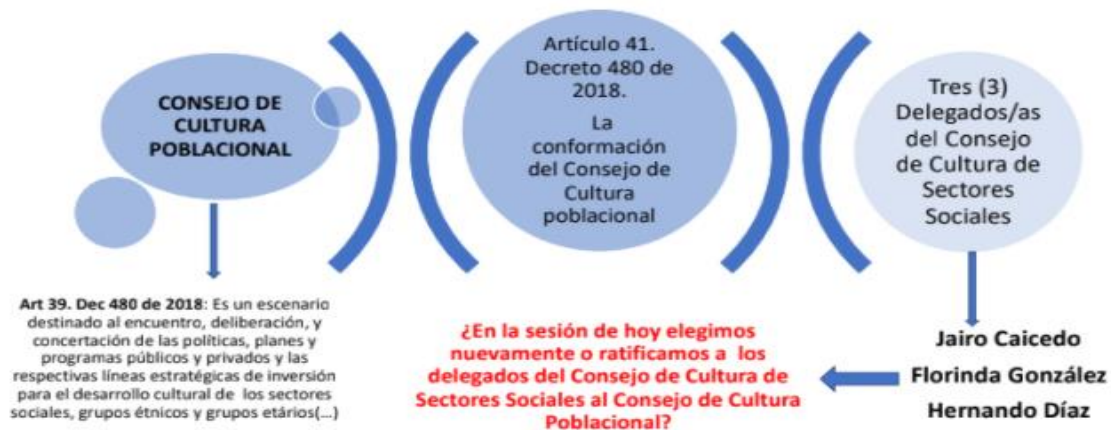 CONSEJO DE
CULTURA
POBLACIONAL
Art 39. Dec 480 de 2018: Es un escenario
destinado al encuentro, deliberación, y
concertación de las políticas, planes y
programas públicos y privados y las
respectivas líneas estratégicas de inversión
para el desarrollo cultural de los sectores
sociales, grupos étnicos y grupos etários(...)
Artículo 41.
Decreto 480 de
2018.
La
conformación
del Consejo de
Cultura
poblacional
¿En la sesión de hoy elegimos
nuevamente o ratificamos a los
delegados del Consejo de Cultura de
Sectores Sociales al Consejo de Cultura
Poblacional?
Tres (3)
Delegados/as
del Consejo
de Cultura de
Sectores
Sociales
Jairo Caicedo
Florinda González
Hernando Díaz